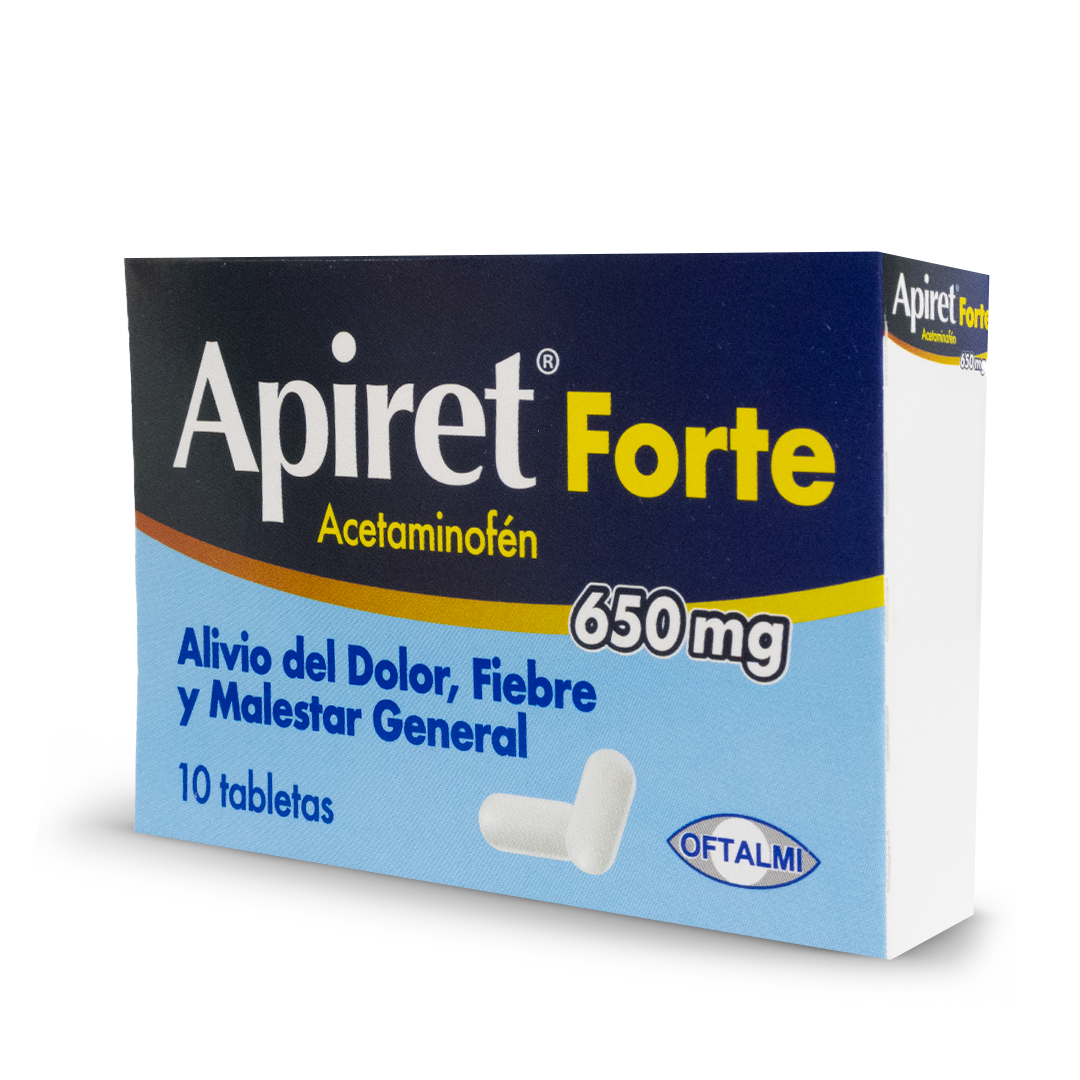 Apiret® Forte
Acetaminofén
650 mg
Alivio del Dolor, Fiebre
y Malestar General
10 tabletas
OFTALMI
Apiret® Forte
Acetaminofén
650 mg